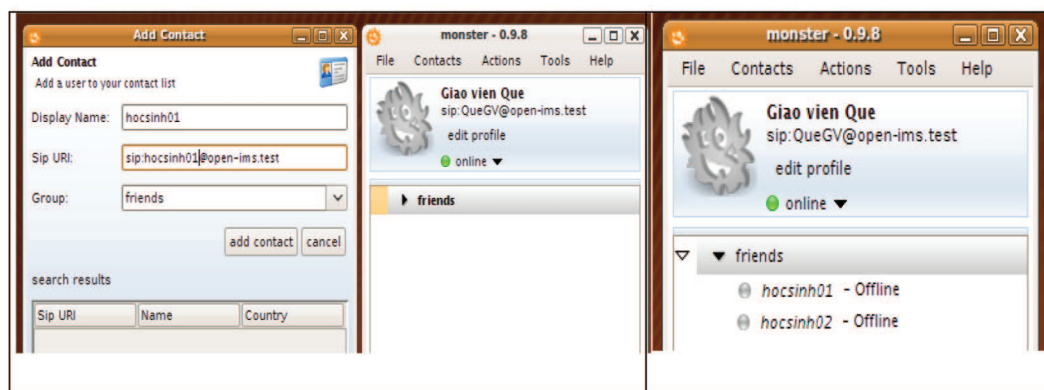 Add Contact
Add Contact
Add a user to your contact list
Display Name: hocsinh01
Sip URI: sip:hocsinh01@open-ims.test
Group: friends
add contact cancel
search results
Sip URI Name Country
monster - 0.9.8
File Contacts Actions Tools Help
Giao vien Que
sip:QueGV@open-ims.test
edit profile
online
friends
monster - 0.9.8
File Contacts Actions Tools Help
Giao vien Que
sip:QueGV@open-ims.test
edit profile
online
friends
hocsinh01 - Offline
hocsinh02 - Offline